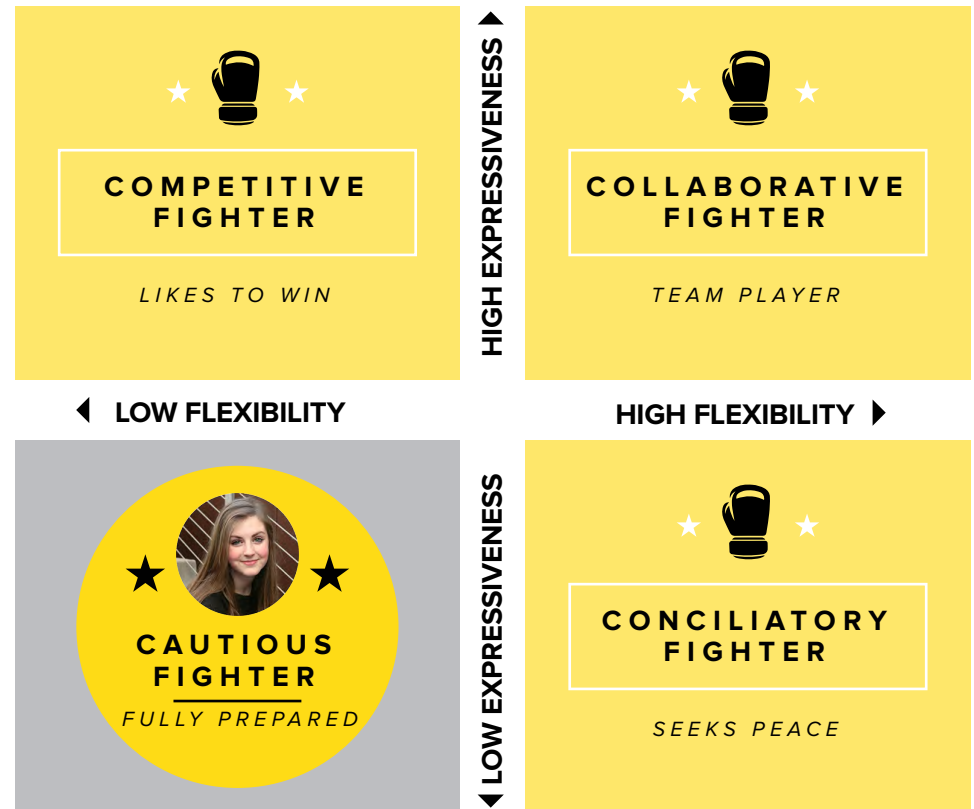 COMPETITIVE
FIGHTER
LIKES TO WIN
HIGH EXPRESSIVENESS
COLLABORATIVE
FIGHTER
TEAM PLAYER
LOW FLEXIBILITY
HIGH FLEXIBILITY
CAUTIOUS
FIGHTER
FULLY PREPARED
LOW EXPRESSIVENESS
CONCILIATORY
FIGHTER
SEEKS PEACE